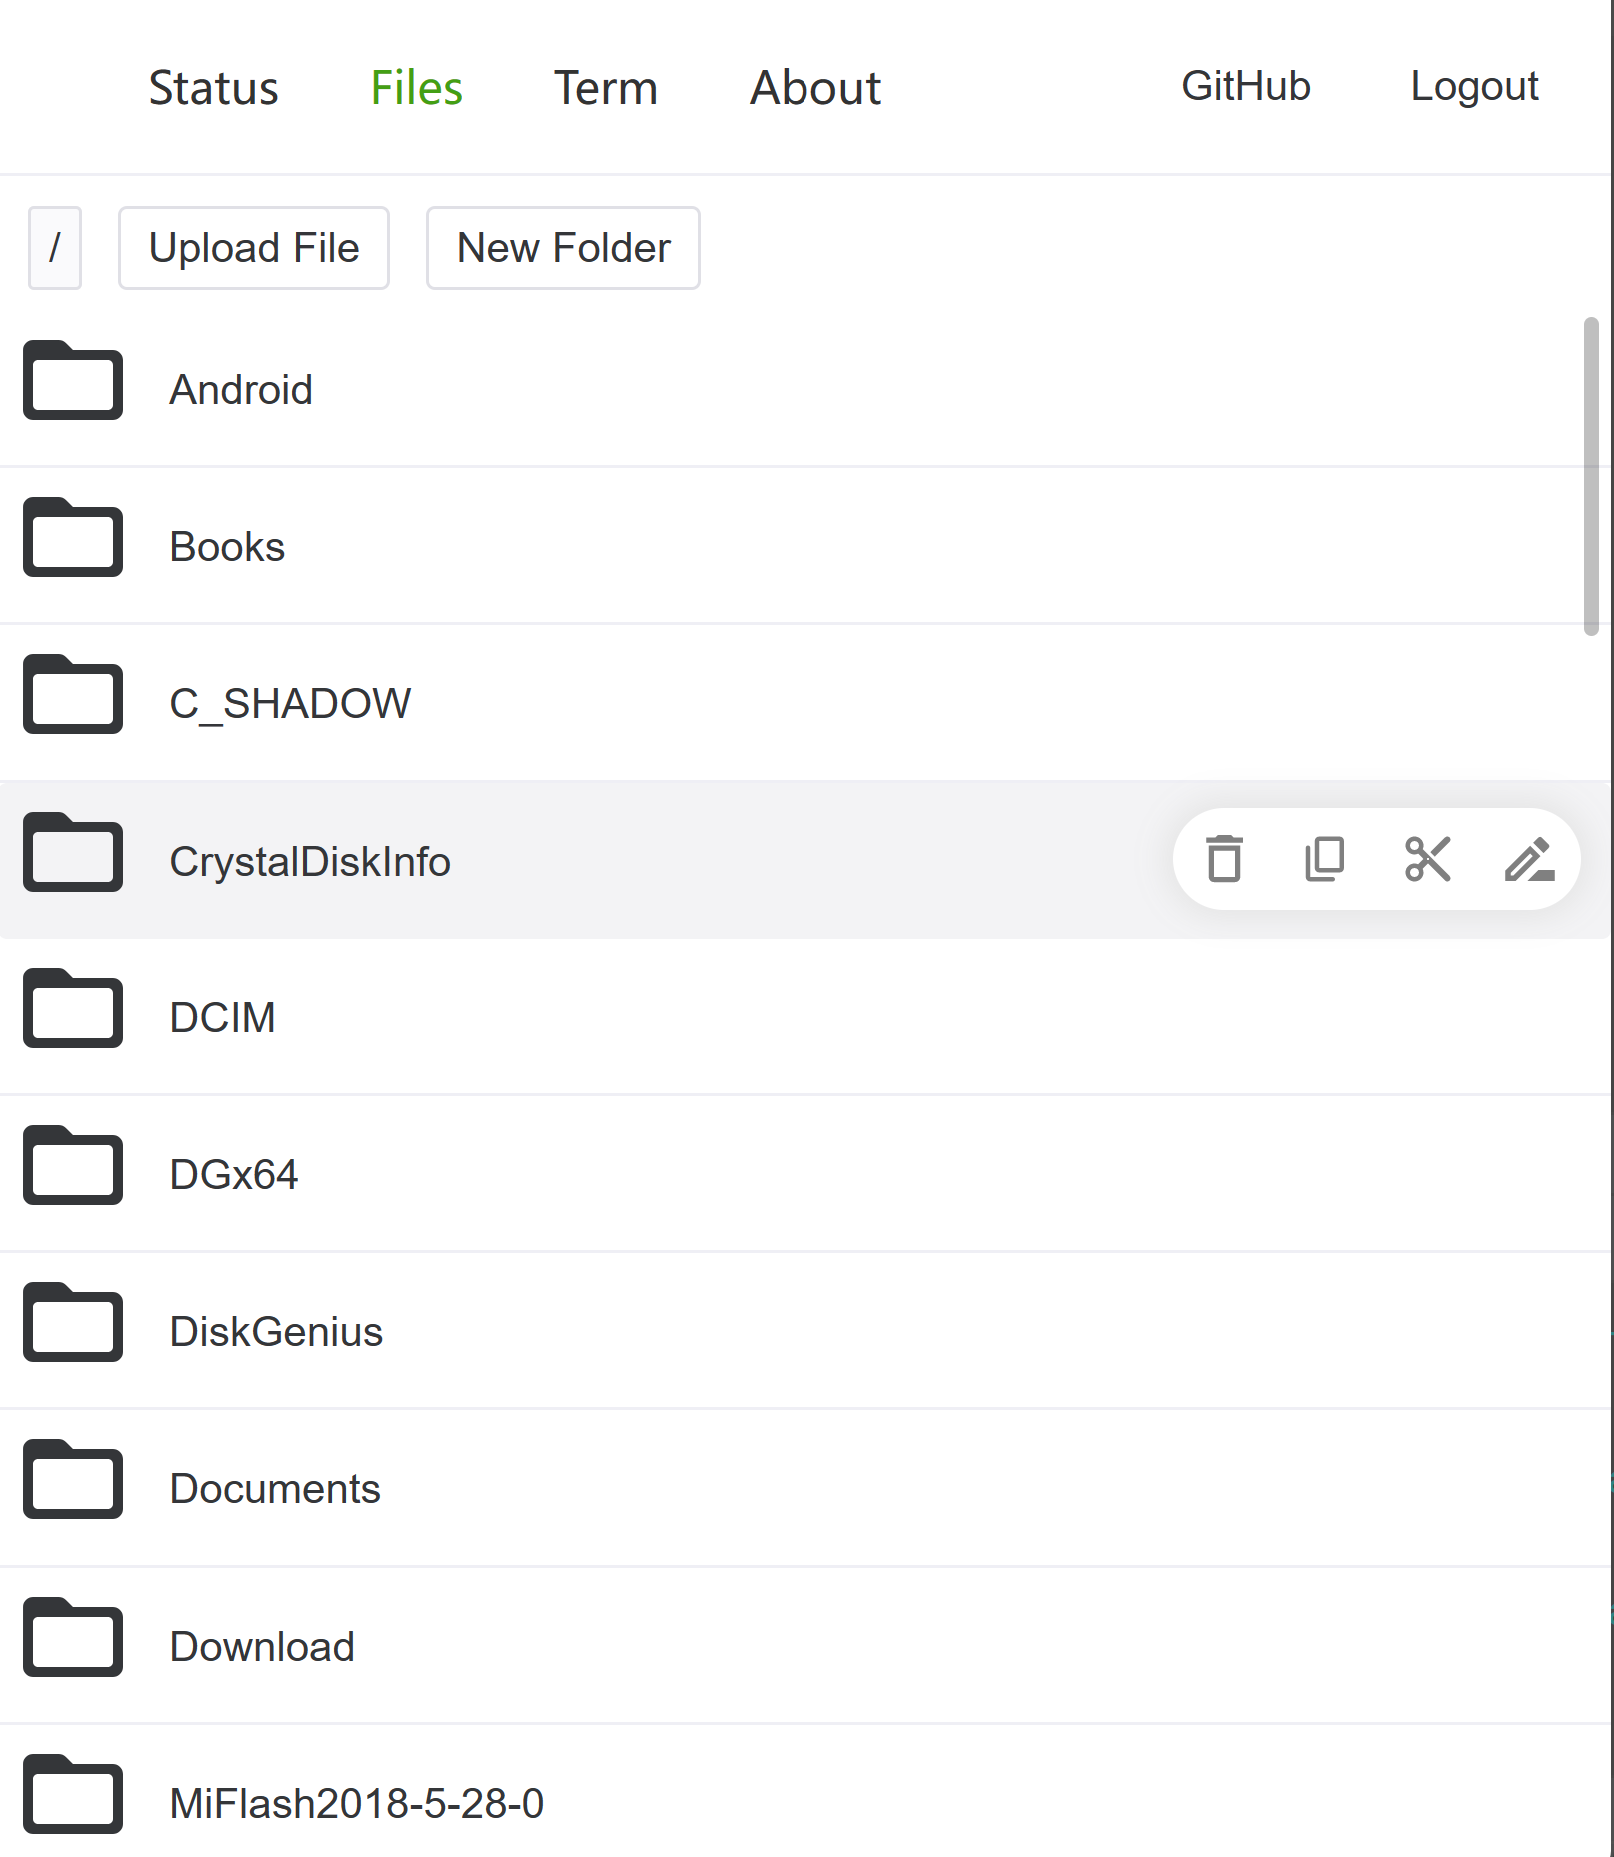 Status Files Term About GitHub Logout
/ Upload File New Folder
Android
Books
C_SHADOW
CrystalDiskInfo
DCIM
DGx64
DiskGenius
Documents
Download
MiFlash2018-5-28-0